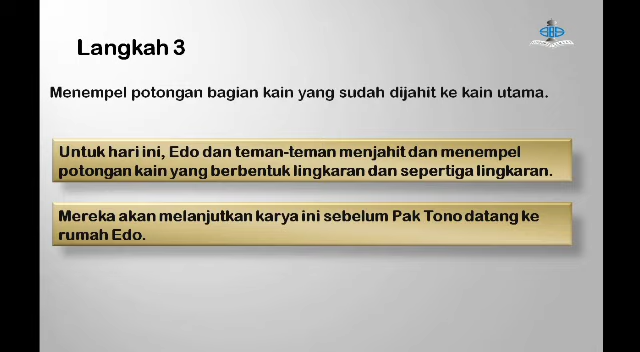 Langkah 3
Menempel potongan bagian kain yang sudah dijahit ke kain utama.
Untuk hari ini, Edo dan teman-teman menjahit dan menempel
potongan kain yang berbentuk lingkaran dan sepertiga lingkaran.
Mereka akan melanjutkan karya ini sebelum Pak Tono datang ke
rumah Edo.